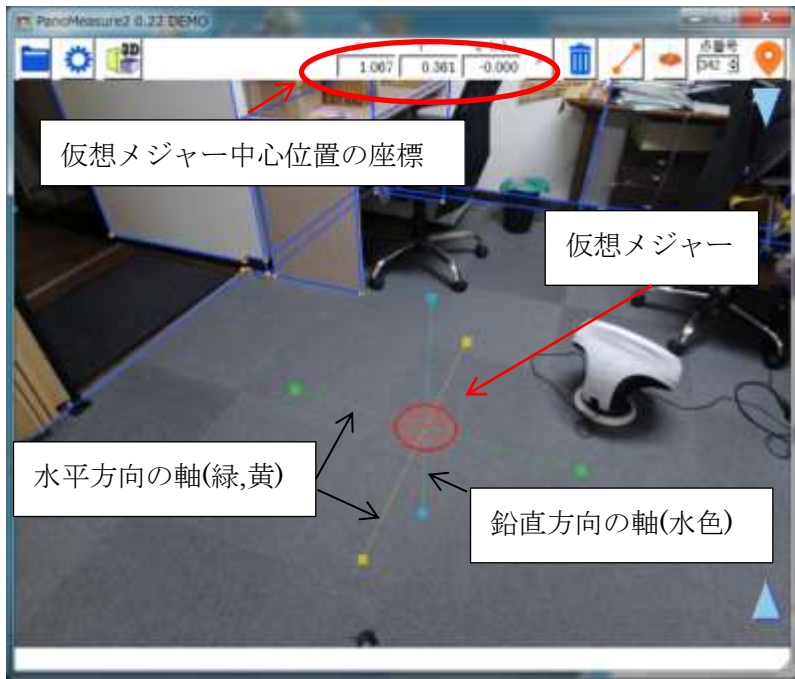 PanoMeasure2 0.22 DEMO
3D
1.067 0.361 -0.000
点番号
342
仮想メジャー中心位置の座標
仮想メジャー
水平方向の軸(緑,黄)
鉛直方向の軸(水色)